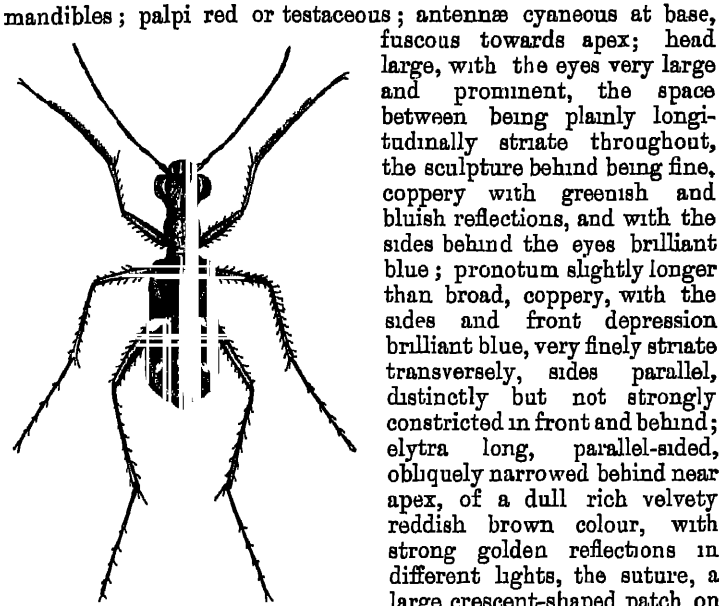 mandibles; palpi red or testaceous; antennæ cyaneous at base,
fuscous towards apex; head
large, with the eyes very large
and prominent, the space
between being plainly longi-
tudinally striate throughout,
the sculpture behind being fine,
coppery with greenish and
bluish reflections, and with the
sides behind the eyes brilliant
blue; pronotum slightly longer
than broad, coppery, with the
sides and front depression
brilliant blue, very finely striate
transversely, sides parallel,
distinctly but not strongly
constricted in front and behind;
elytra long, parallel-sided,
obliquely narrowed behind near
apex, of a dull rich velvety
reddish brown colour, with
strong golden reflections in
different lights, the suture, a
large crescent-shaped patch on